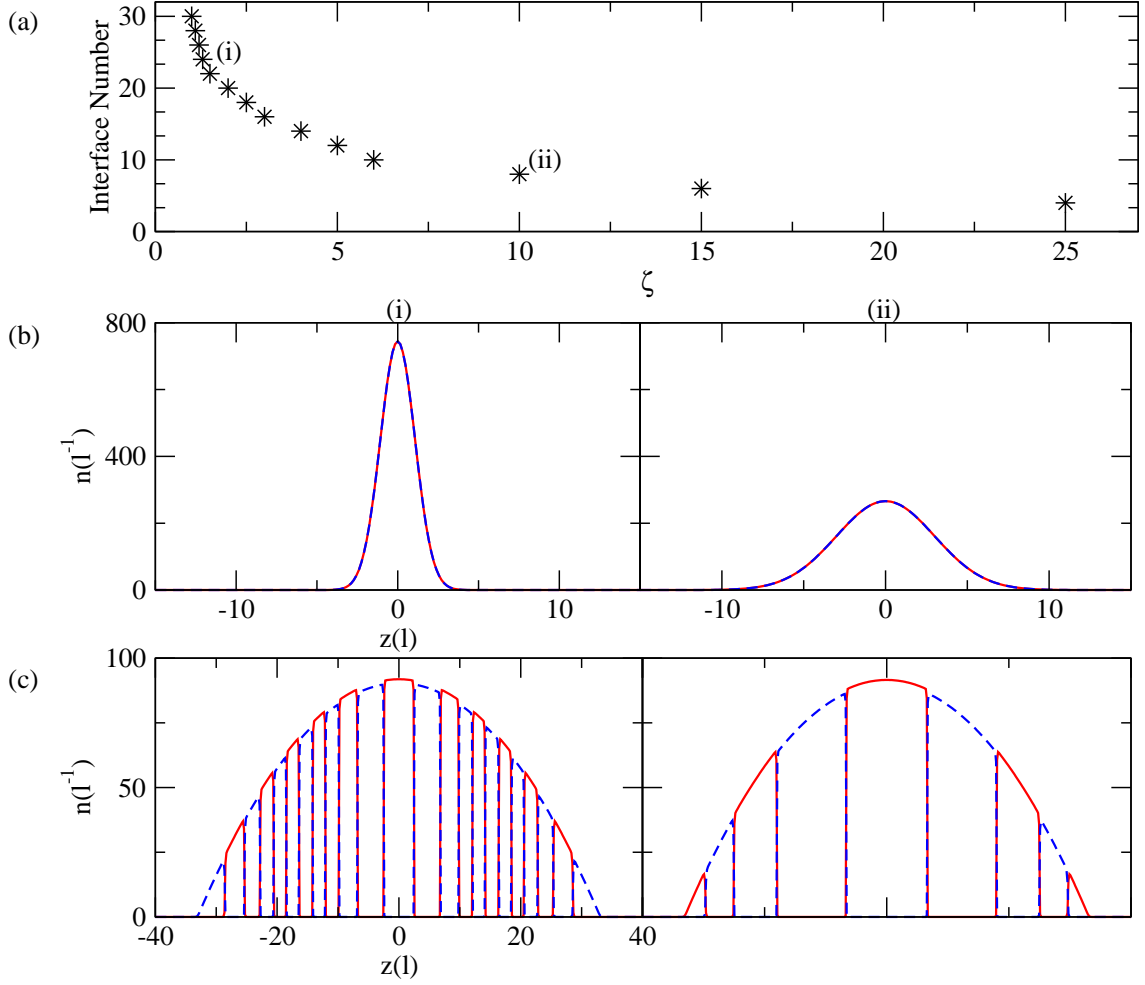 (a)
Interface Number
30
20
10
0
(i)
(ii)
0 5 10 15 20 25
ζ
(b)
(i) (ii)
n(l⁻¹)
800
400
0
-10 0 10 -10 0 10
z(l)
(c)
n(l⁻¹)
100
50
0
-40 -20 0 20 40
z(l)